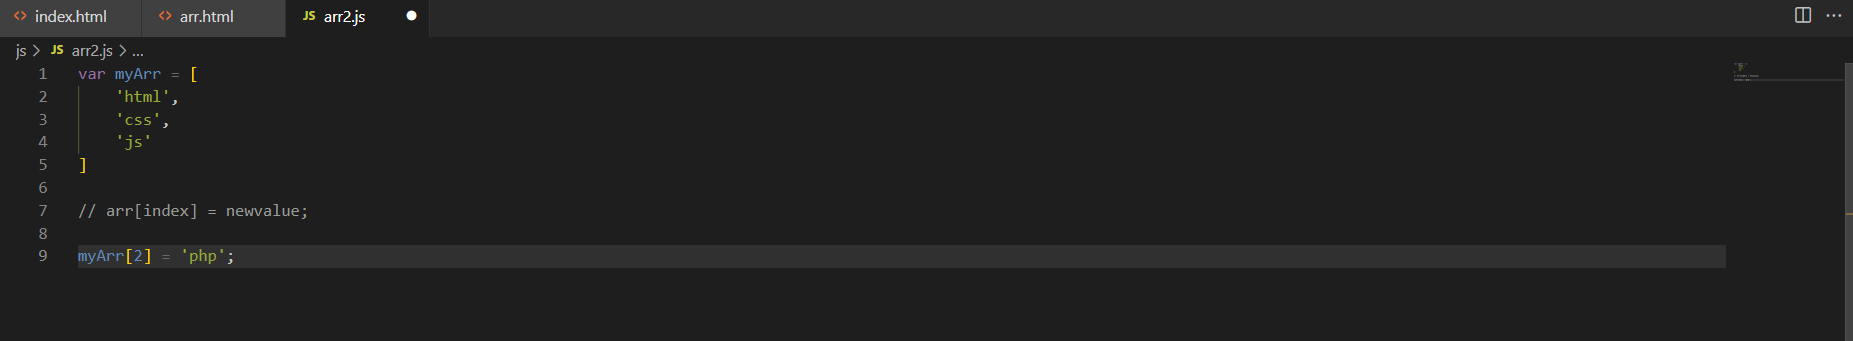 index.html arr.html JS arr2.js
js > JS arr2.js > ...
1 var myArr = [
2     'html',
3     'css',
4     'js'
5 ]
6
7 // arr[index] = newvalue;
8
9 myArr[2] = 'php';